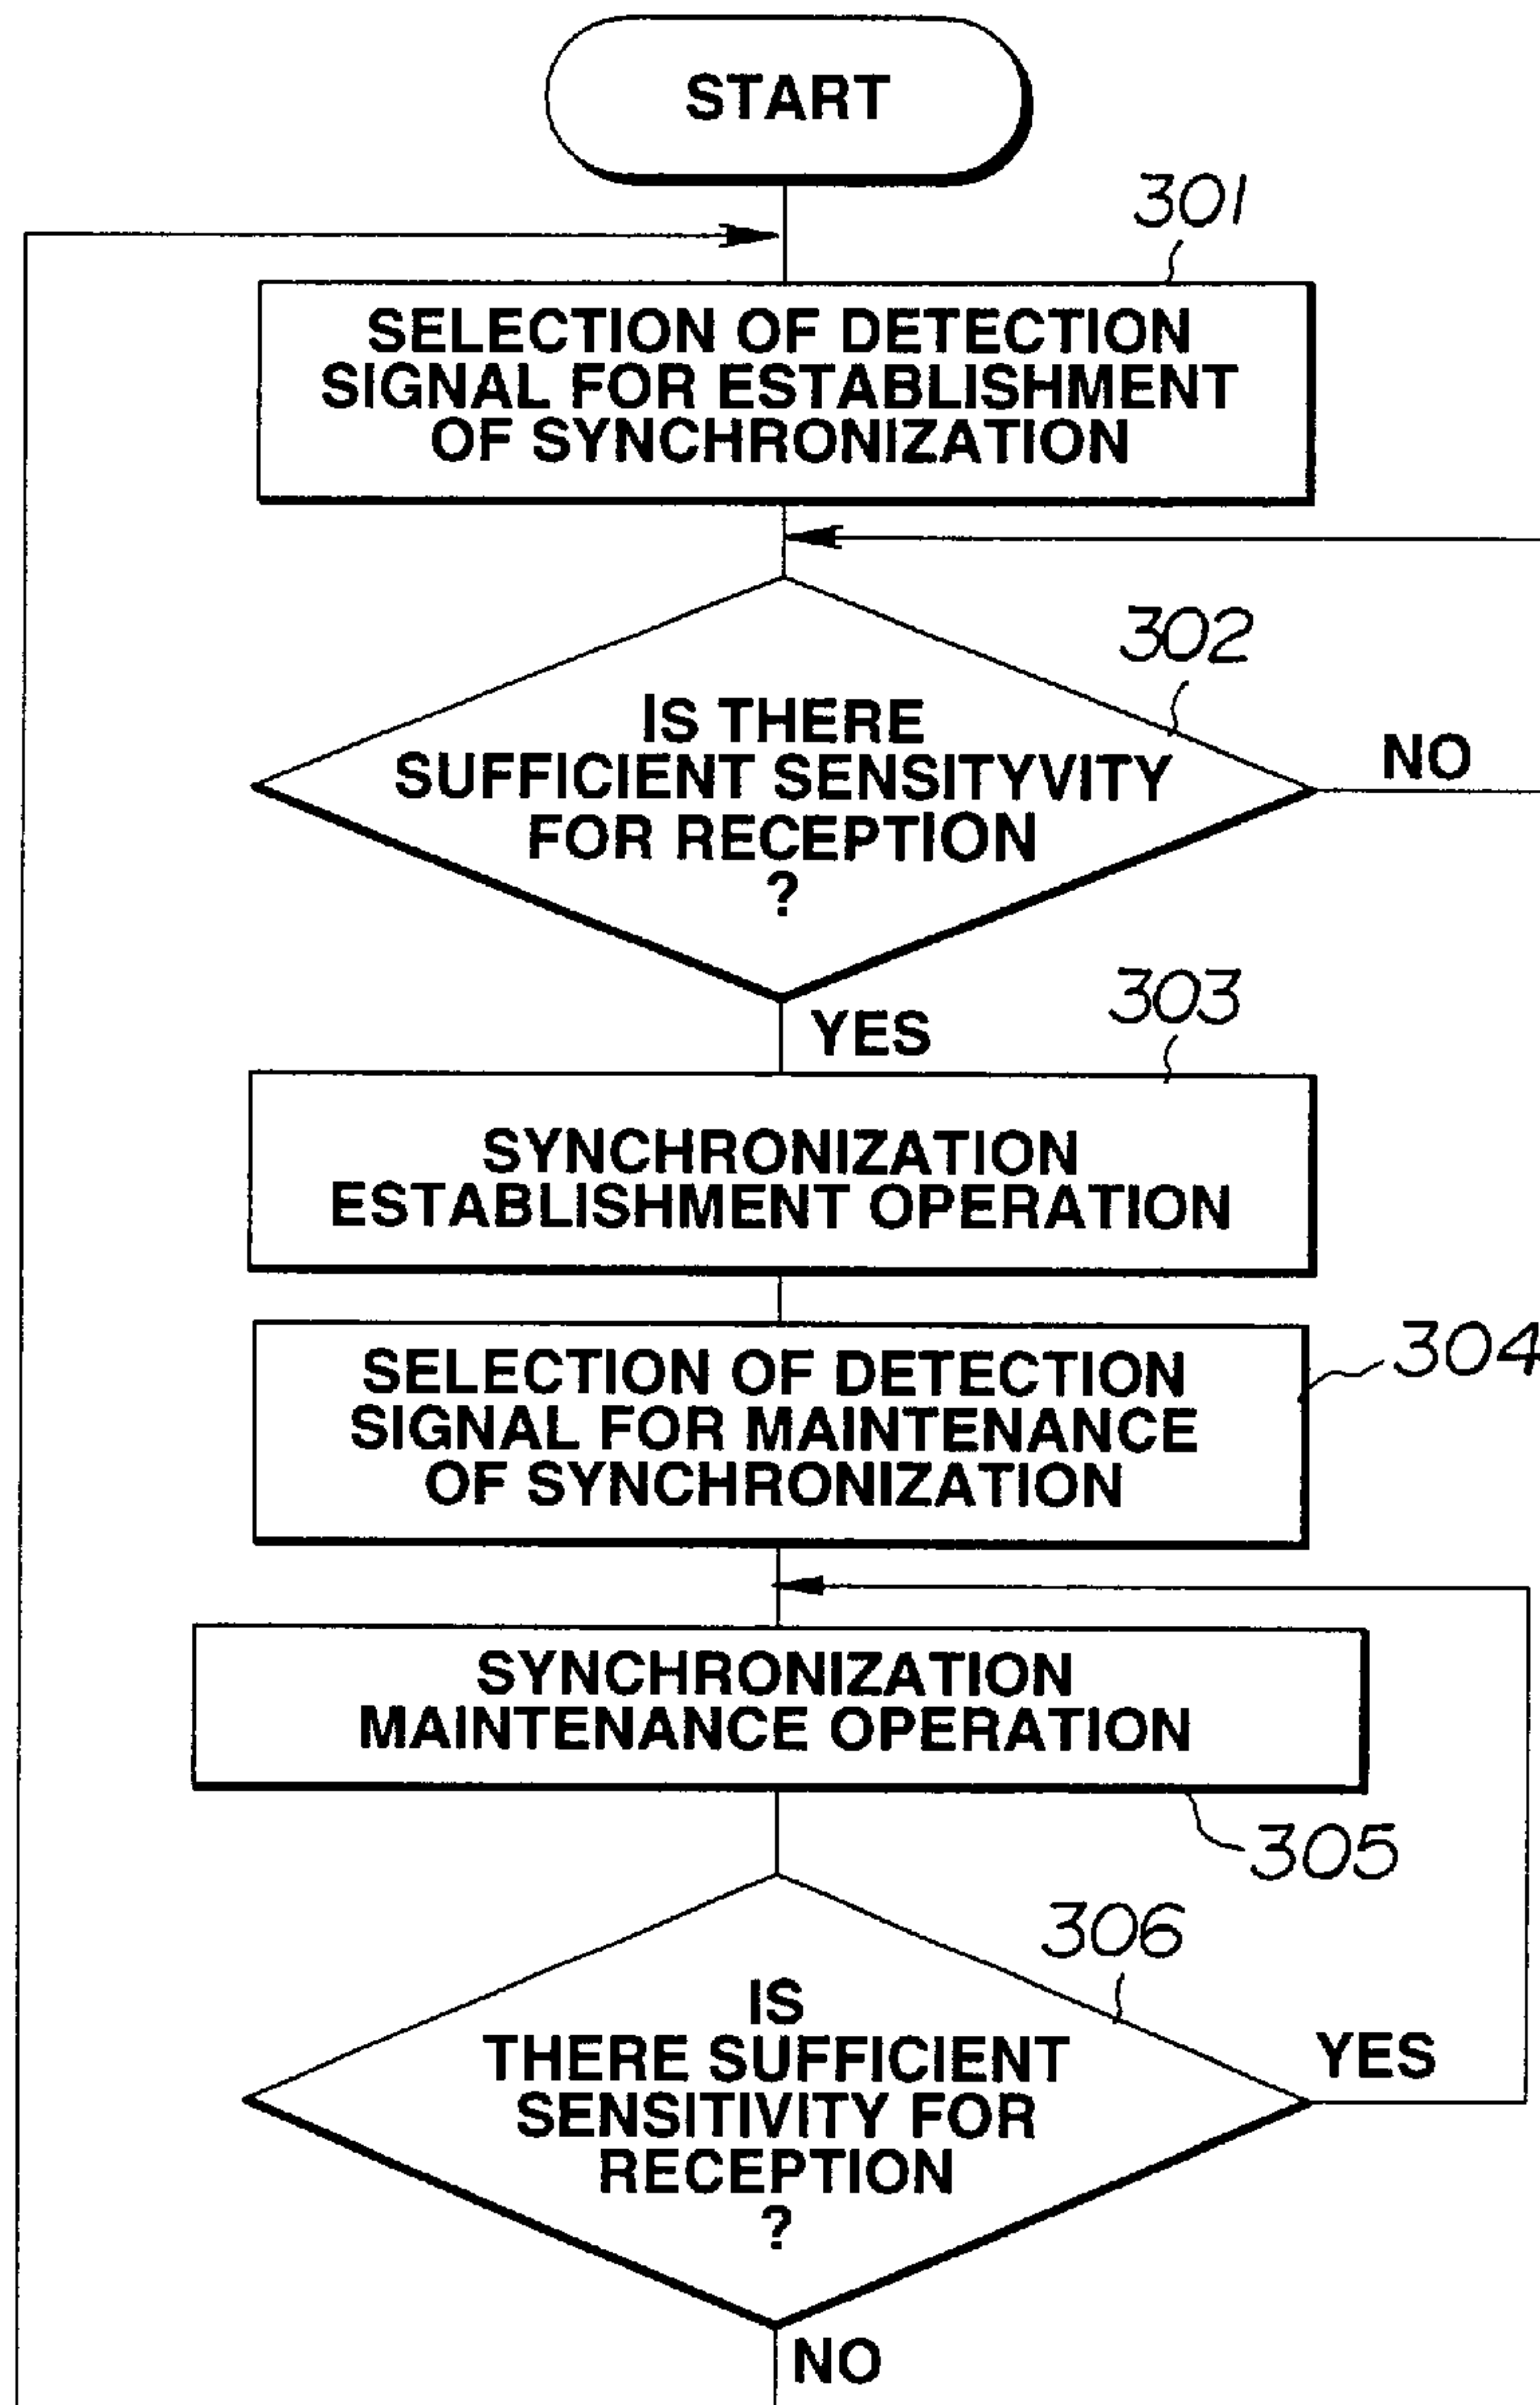 START
301
SELECTION OF DETECTION
SIGNAL FOR ESTABLISHMENT
OF SYNCHRONIZATION
302
IS THERE
SUFFICIENT SENSITYVITY
FOR RECEPTION
?
NO
YES
303
SYNCHRONIZATION
ESTABLISHMENT OPERATION
304
SELECTION OF DETECTION
SIGNAL FOR MAINTENANCE
OF SYNCHRONIZATION
SYNCHRONIZATION
MAINTENANCE OPERATION
305
306
IS
THERE SUFFICIENT
SENSITIVITY FOR
RECEPTION
?
YES
NO